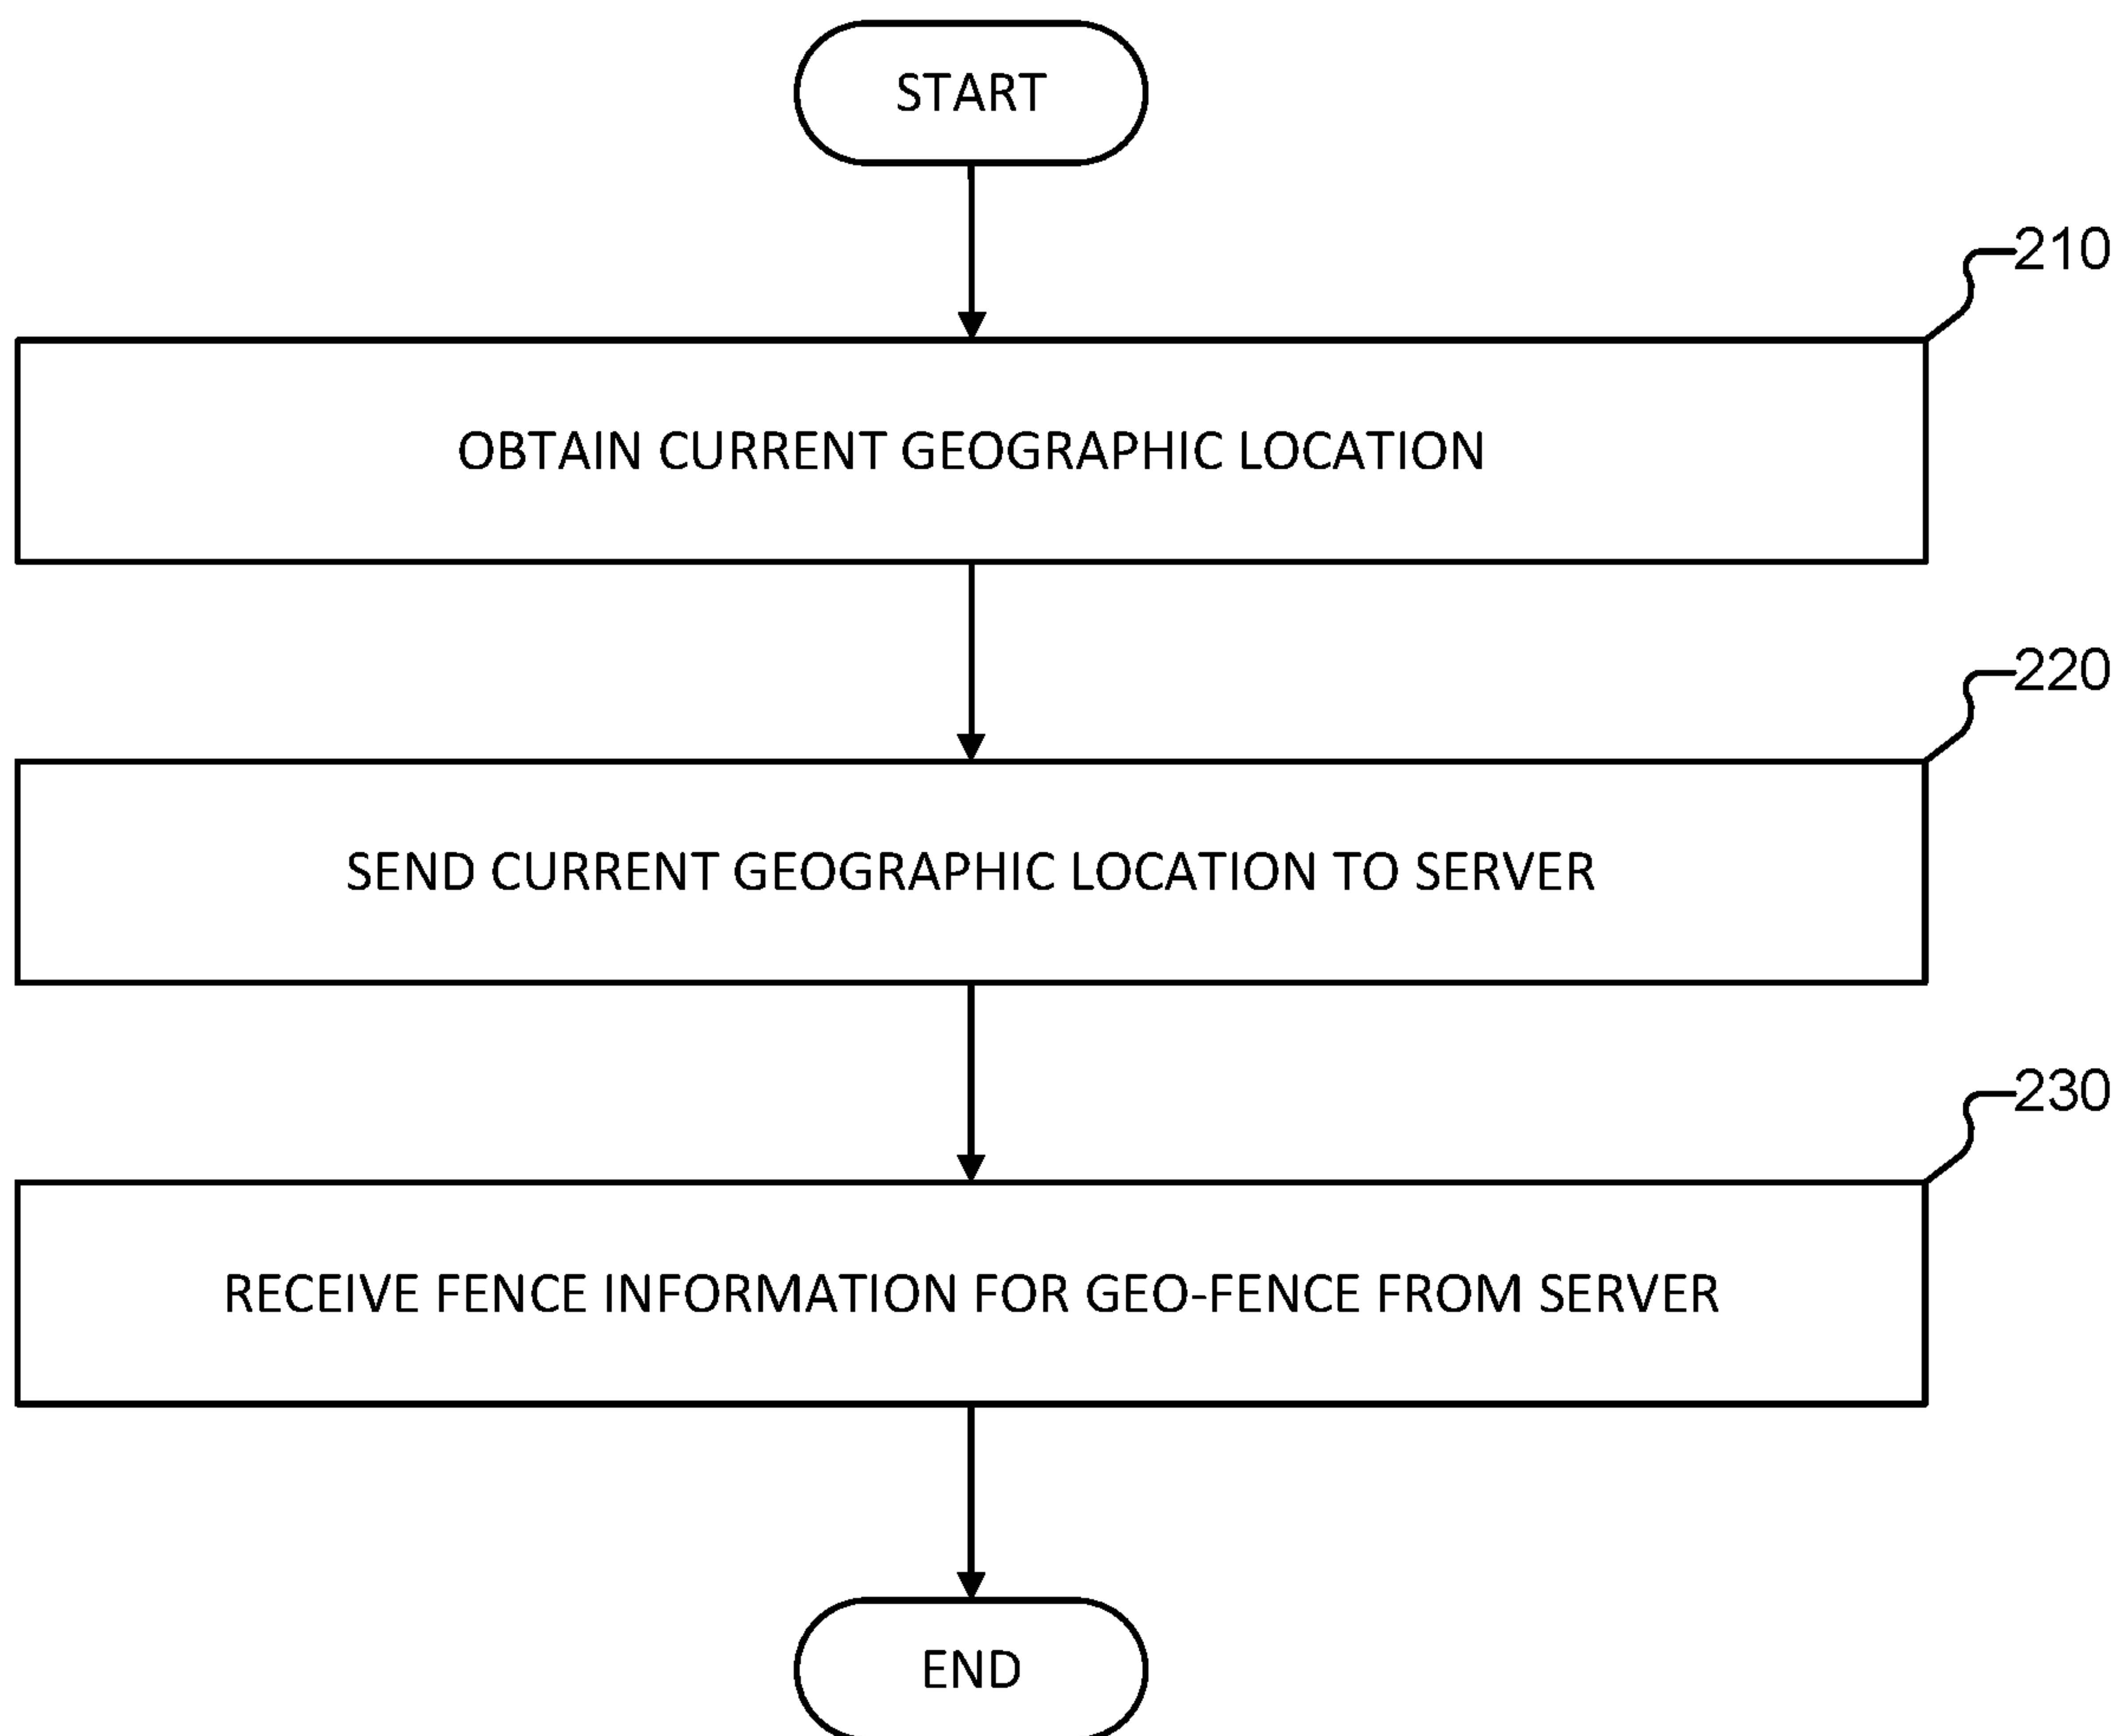 START
210
OBTAIN CURRENT GEOGRAPHIC LOCATION
220
SEND CURRENT GEOGRAPHIC LOCATION TO SERVER
230
RECEIVE FENCE INFORMATION FOR GEO-FENCE FROM SERVER
END